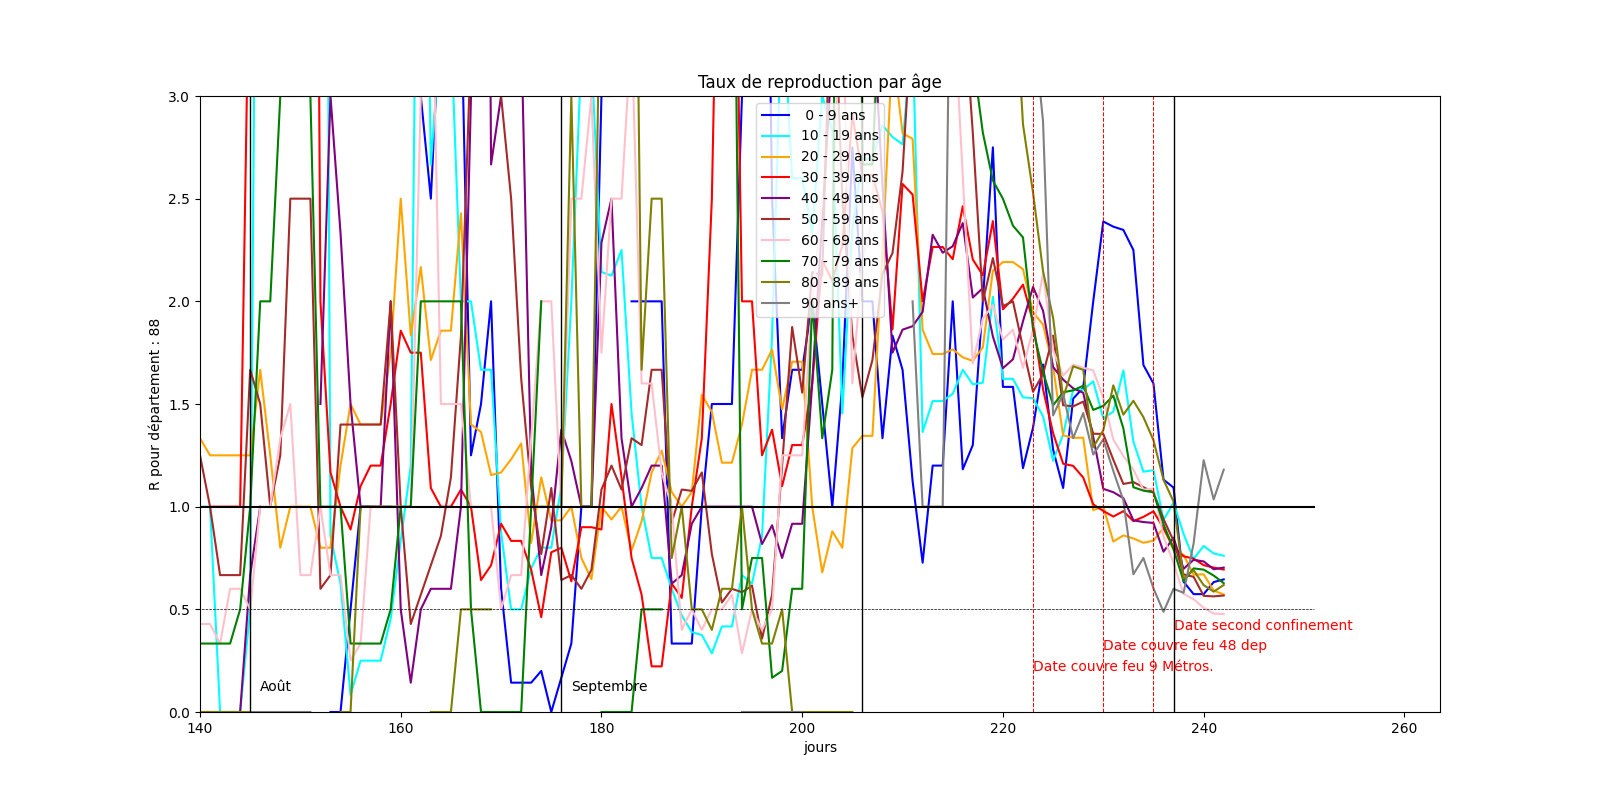 Taux de reproduction par âge
R pour département : 88
3.0
2.5
2.0
1.5
1.0
0.5
0.0
0 - 9 ans
10 - 19 ans
20 - 29 ans
30 - 39 ans
40 - 49 ans
50 - 59 ans
60 - 69 ans
70 - 79 ans
80 - 89 ans
90 ans+
Date second confinement
Date couvre feu 48 dep
Date couvre feu 9 Métros.
Août
Septembre
140 160 180 200 220 240 260
jours